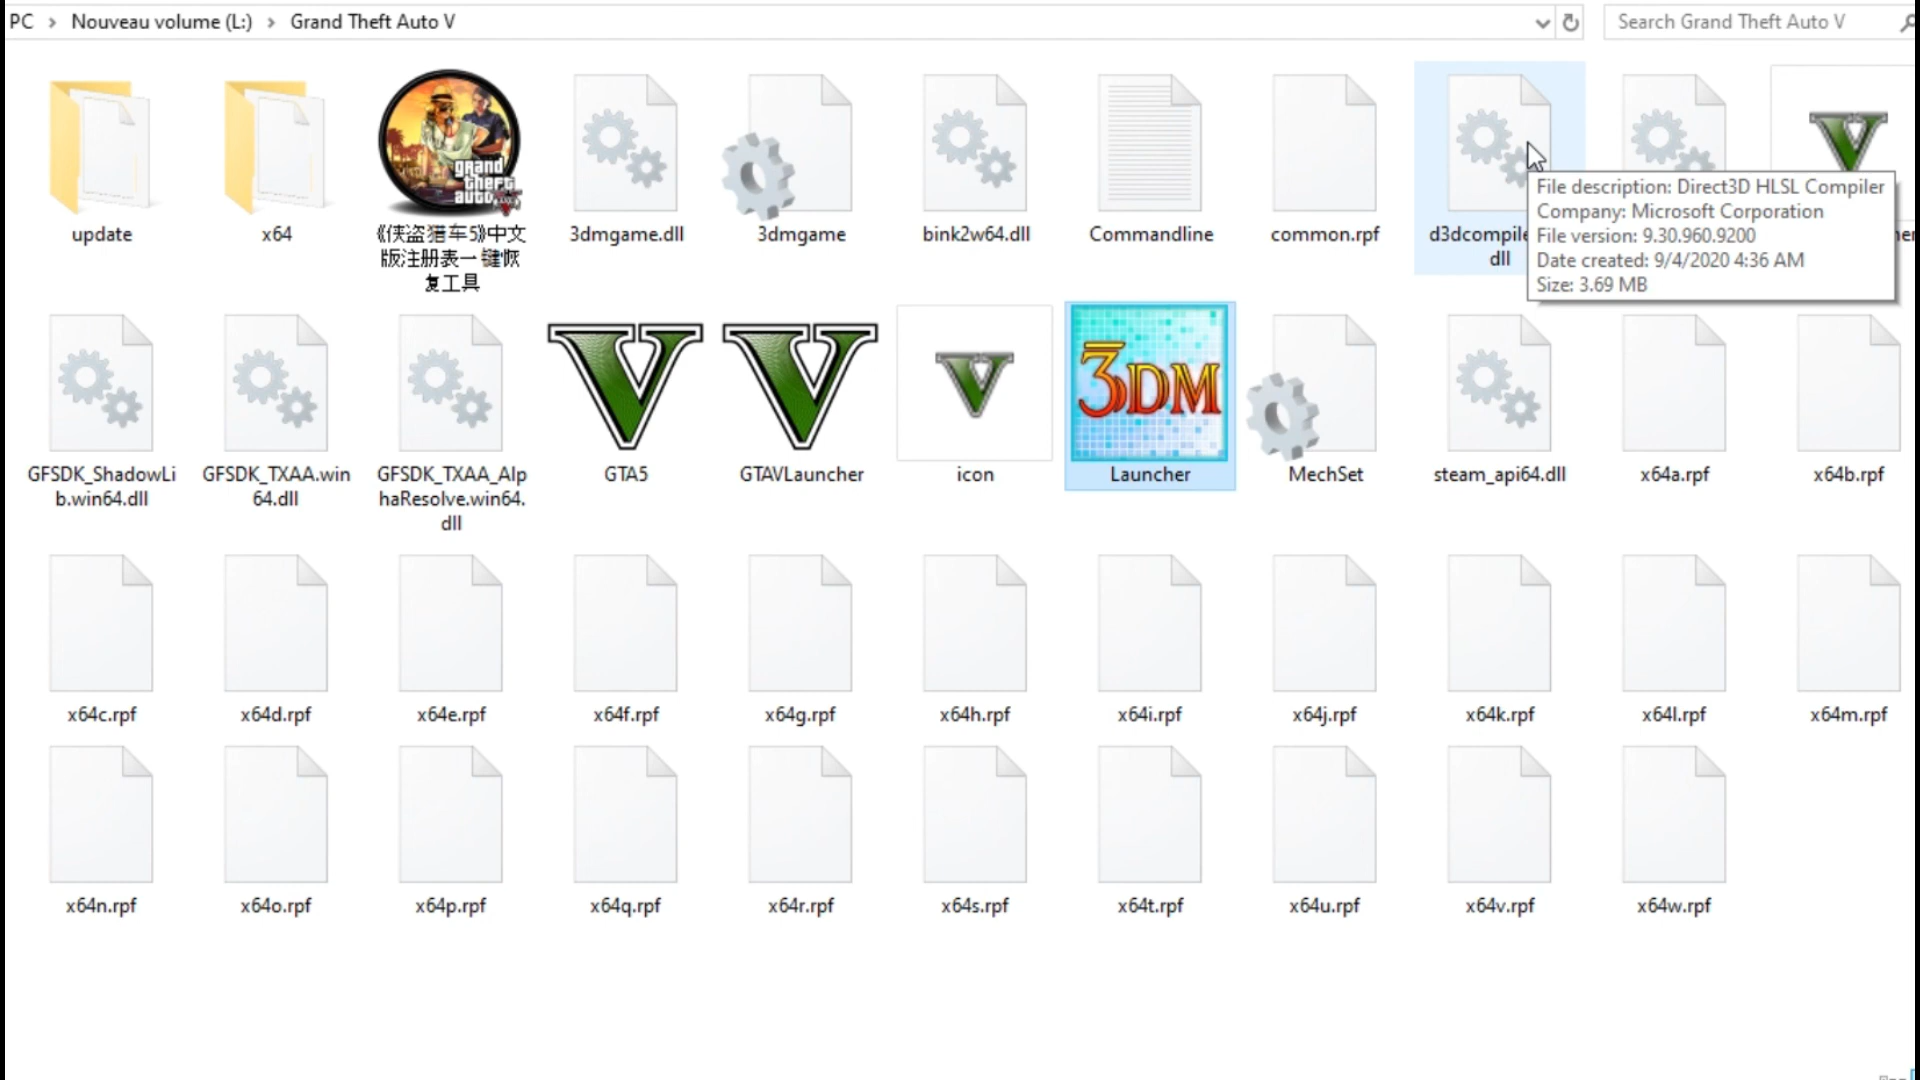 PC > Nouveau volume (L:) > Grand Theft Auto V
Search Grand Theft Auto V
update
x64
grand
theft
auto
《侠盗猎车5》中文
版注册表一键恢
复工具
3dmgame.dll
3dmgame
bink2w64.dll
Commandline
common.rpf
d3dcompile
dll
File description: Direct3D HLSL Compiler
Company: Microsoft Corporation
File version: 9.30.960.9200
Date created: 9/4/2020 4:36 AM
Size: 3.69 MB
GFSDK_ShadowLi
b.win64.dll
GFSDK_TXAA.win
64.dll
GFSDK_TXAA_Alp
haResolve.win64.
dll
V
GTA5
V
GTAVLauncher
V
icon
3DM
Launcher
MechSet
steam_api64.dll
x64a.rpf
x64b.rpf
x64c.rpf
x64d.rpf
x64e.rpf
x64f.rpf
x64g.rpf
x64h.rpf
x64i.rpf
x64j.rpf
x64k.rpf
x64l.rpf
x64m.rpf
x64n.rpf
x64o.rpf
x64p.rpf
x64q.rpf
x64r.rpf
x64s.rpf
x64t.rpf
x64u.rpf
x64v.rpf
x64w.rpf